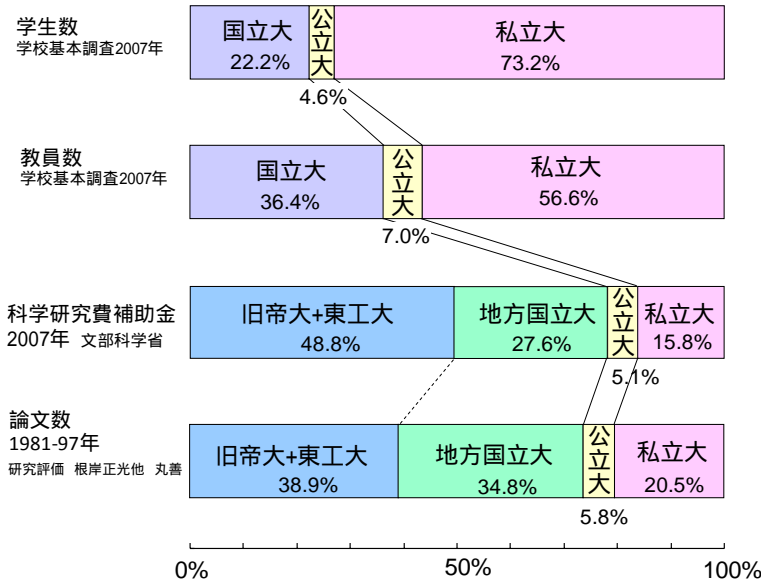 学生数
学校基本調査2007年
国立大
22.2%
公立大
4.6%
私立大
73.2%
教員数
学校基本調査2007年
国立大
36.4%
公立大
7.0%
私立大
56.6%
科学研究費補助金
2007年 文部科学省
旧帝大+東工大
48.8%
地方国立大
27.6%
公立大
5.1%
私立大
15.8%
論文数
1981-97年
研究評価 根岸正光他 丸善
旧帝大+東工大
38.9%
地方国立大
34.8%
公立大
5.8%
私立大
20.5%
0%
50%
100%